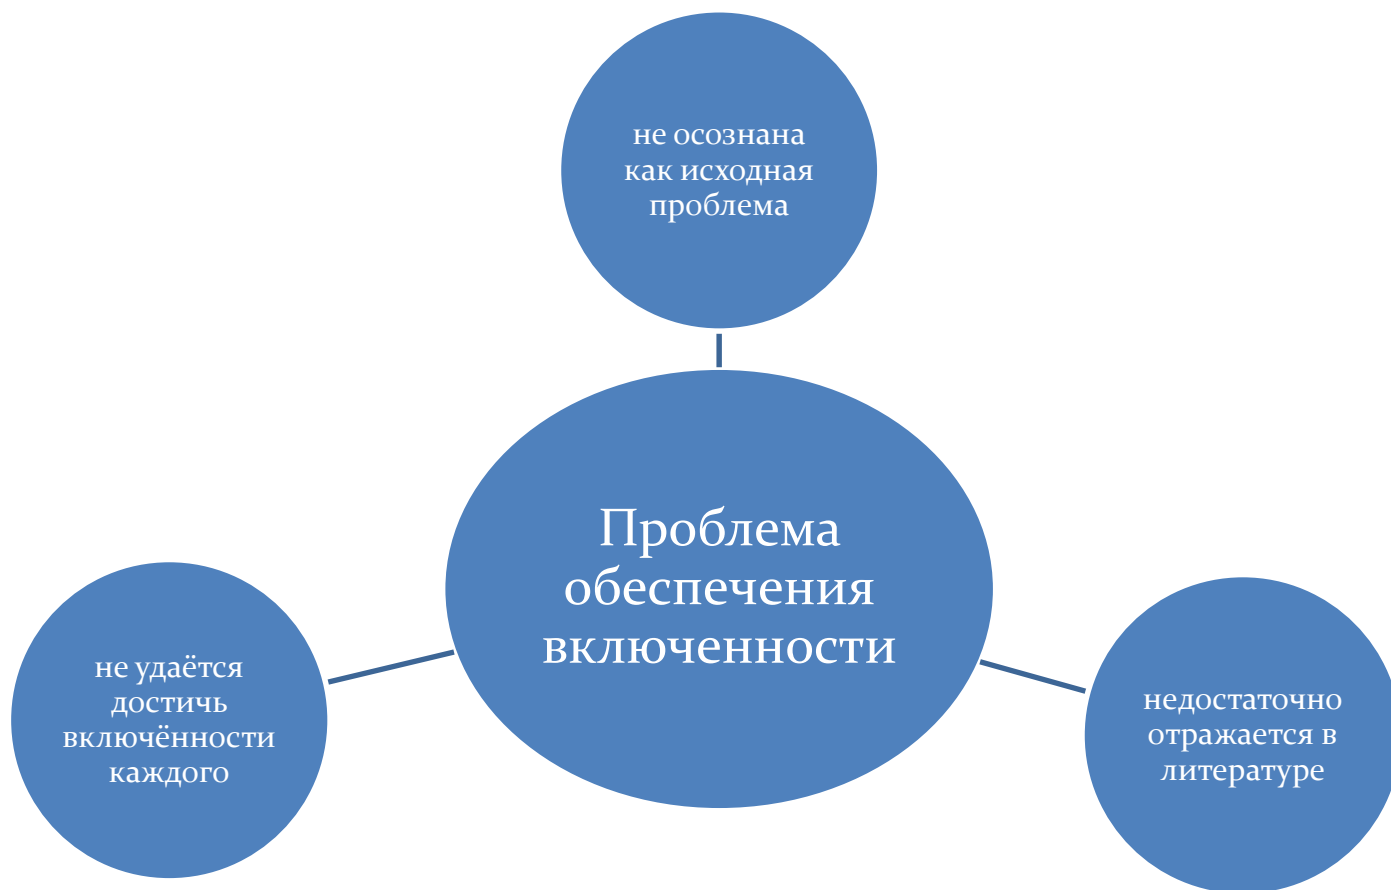 не осознана
как исходная
проблема
Проблема
обеспечения
включенности
не удаётся
достичь
включённости
каждого
недостаточно
отражается в
литературе